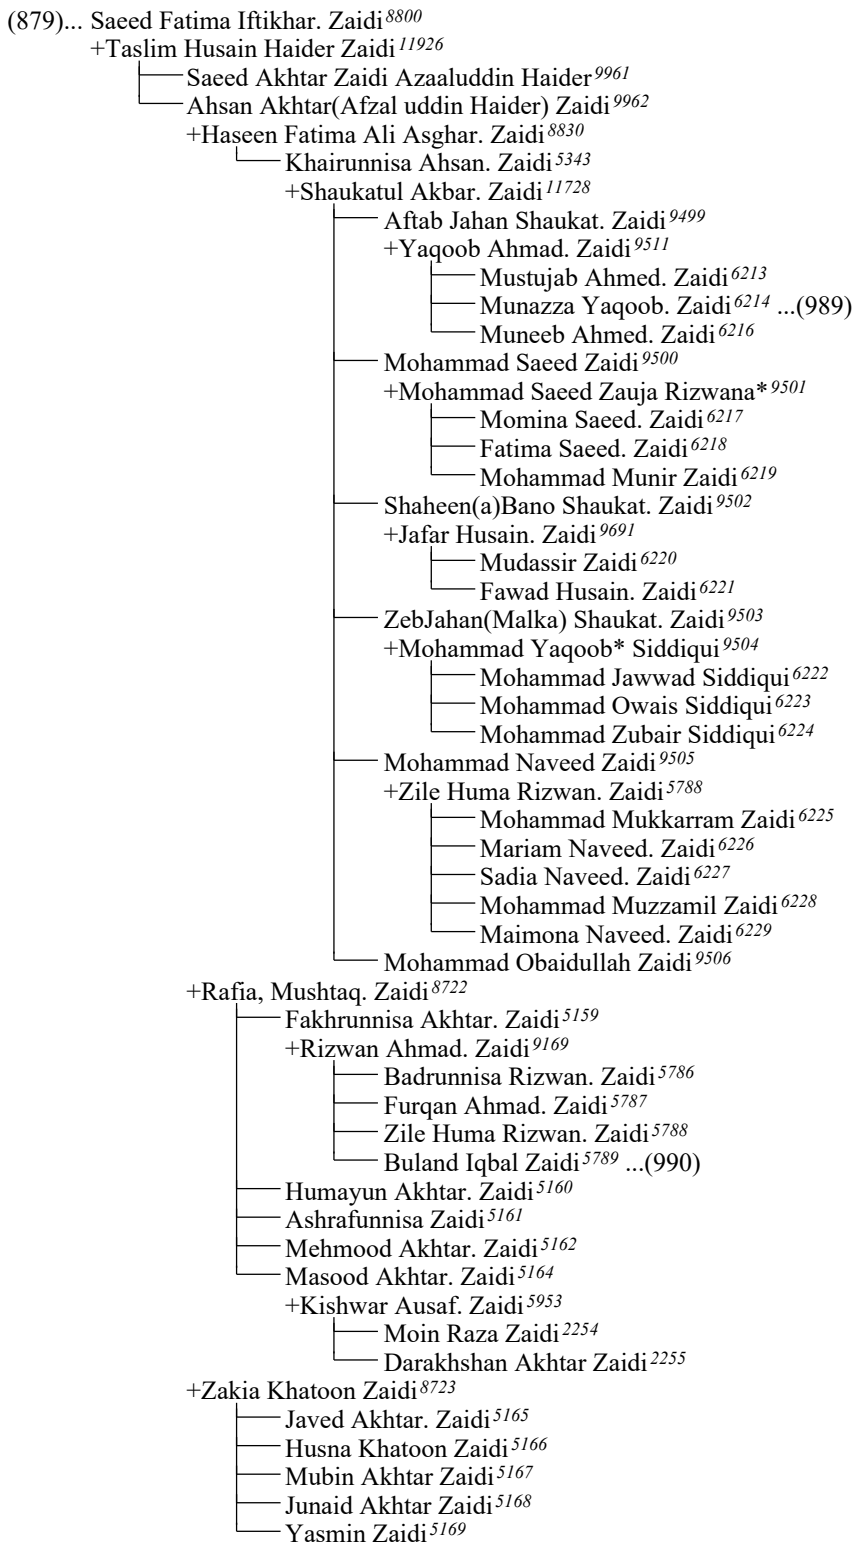 (879)... Saeed Fatima Iftikhar. Zaidi 8800
+Taslim Husain Haider Zaidi 11926
Saeed Akhtar Zaidi Azaaluddin Haider 9961
Ahsan Akhtar(Afzal uddin Haider) Zaidi 9962
+Haseen Fatima Ali Asghar. Zaidi 8830
Khairunnisa Ahsan. Zaidi 5343
+Shaukatul Akbar. Zaidi 11728
Aftab Jahan Shaukat. Zaidi 9499
+Yaqoob Ahmad. Zaidi 9511
Mustujab Ahmed. Zaidi 6213
Munazza Yaqoob. Zaidi 6214 ...(989)
Muneeb Ahmed. Zaidi 6216
Mohammad Saeed Zaidi 9500
+Mohammad Saeed Zauja Rizwana* 9501
Momina Saeed. Zaidi 6217
Fatima Saeed. Zaidi 6218
Mohammad Munir Zaidi 6219
Shaheen(a)Bano Shaukat. Zaidi 9502
+Jafar Husain. Zaidi 9691
Mudassir Zaidi 6220
Fawad Husain. Zaidi 6221
ZebJahan(Malka) Shaukat. Zaidi 9503
+Mohammad Yaqoob* Siddiqui 9504
Mohammad Jawwad Siddiqui 6222
Mohammad Owais Siddiqui 6223
Mohammad Zubair Siddiqui 6224
Mohammad Naveed Zaidi 9505
+Zile Huma Rizwan. Zaidi 5788
Mohammad Mukkarram Zaidi 6225
Mariam Naveed. Zaidi 6226
Sadia Naveed. Zaidi 6227
Mohammad Muzzamil Zaidi 6228
Maimona Naveed. Zaidi 6229
Mohammad Obaidullah Zaidi 9506
+Rafia, Mushtaq. Zaidi 8722
Fakhrunnisa Akhtar. Zaidi 5159
+Rizwan Ahmad. Zaidi 9169
Badrunnisa Rizwan. Zaidi 5786
Furqan Ahmad. Zaidi 5787
Zile Huma Rizwan. Zaidi 5788
Buland Iqbal Zaidi 5789 ...(990)
Humayun Akhtar. Zaidi 5160
Ashrafunnisa Zaidi 5161
Mehmood Akhtar. Zaidi 5162
Masood Akhtar. Zaidi 5164
+Kishwar Ausaf. Zaidi 5953
Moin Raza Zaidi 2254
Darakhshan Akhtar Zaidi 2255
+Zakia Khatoon Zaidi 8723
Javed Akhtar. Zaidi 5165
Husna Khatoon Zaidi 5166
Mubin Akhtar Zaidi 5167
Junaid Akhtar Zaidi 5168
Yasmin Zaidi 5169